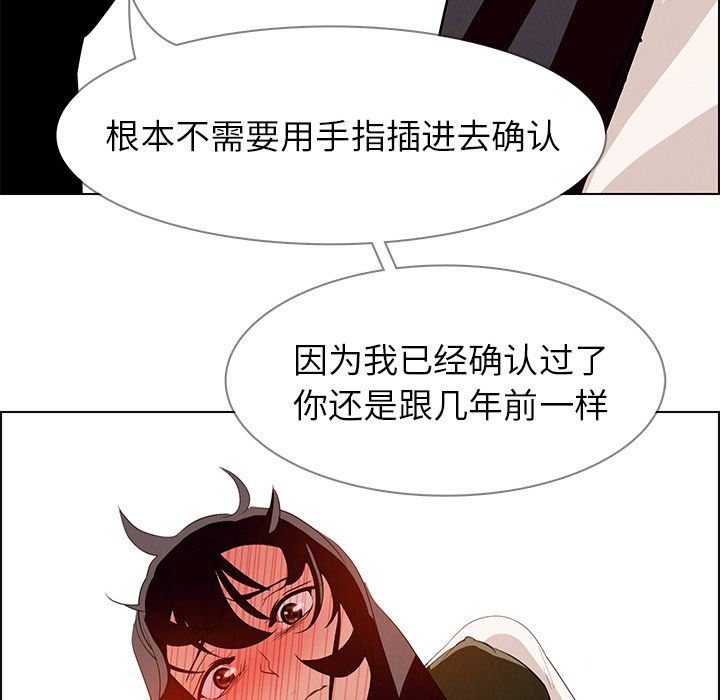 根本不需要用手指插进去确认
因为我已经确认过了
你还是跟几年前一样